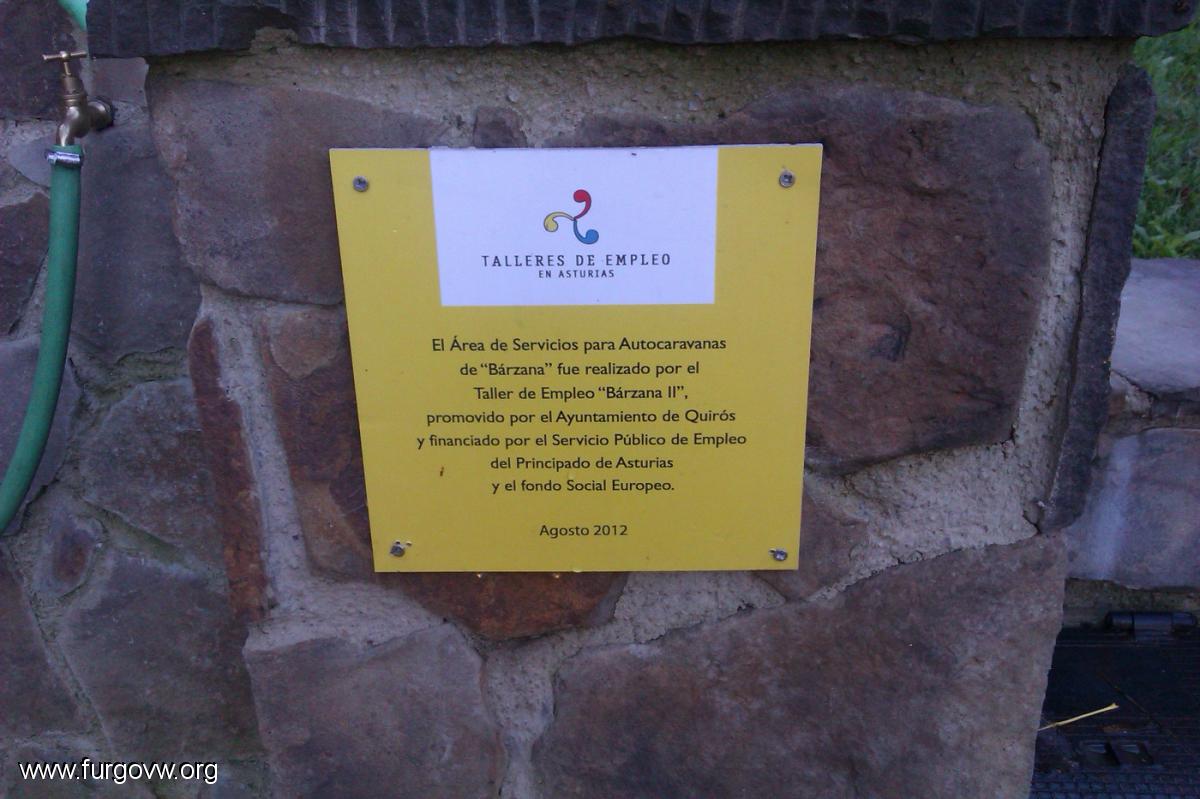 TALLERES DE EMPLEO
EN ASTURIAS
El Área de Servicios para Autocaravanas
de “Bárzana” fue realizado por el
Taller de Empleo “Bárzana II”,
promovido por el Ayuntamiento de Quirós
y financiado por el Servicio Público de Empleo
del Principado de Asturias
y el fondo Social Europeo.
Agosto 2012
www.furgovw.org